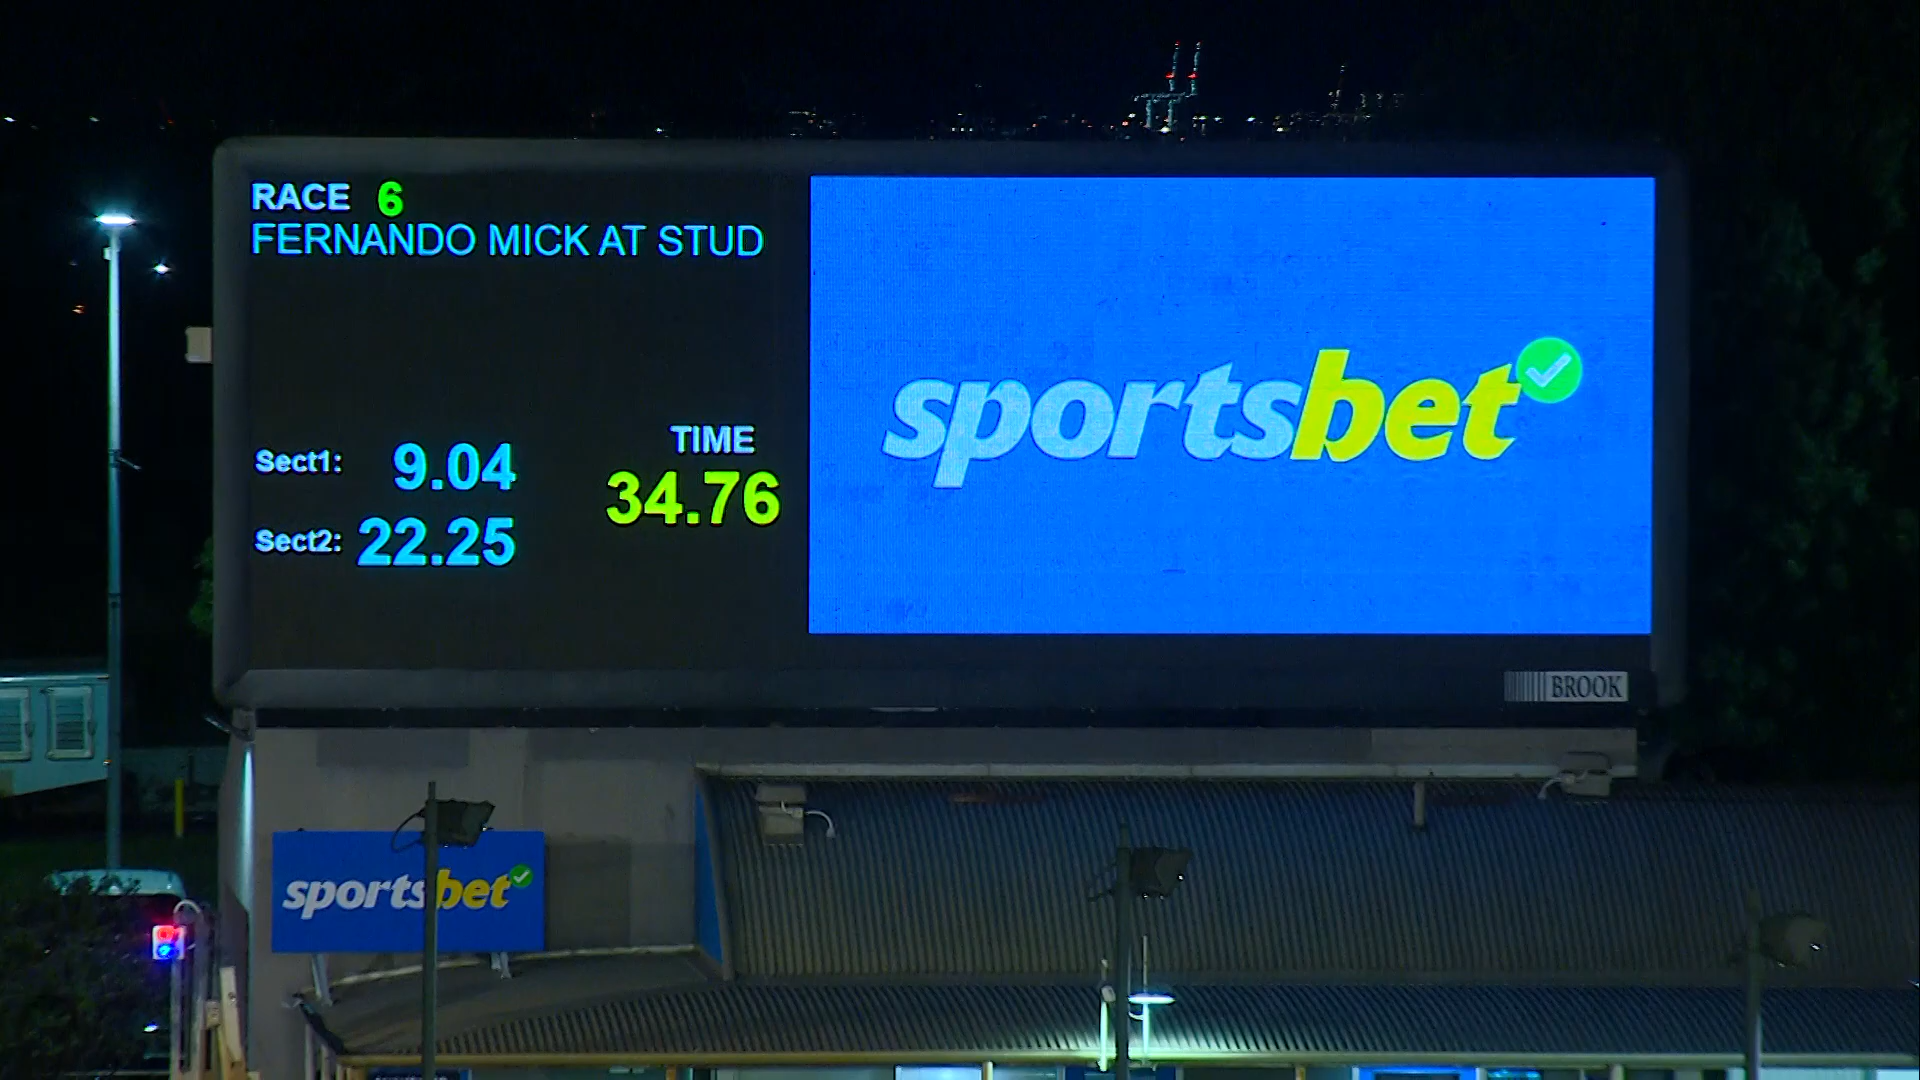 RACE 6
FERNANDO MICK AT STUD
TIME
Sect1: 9.04
34.76
Sect2: 22.25
sportsbet
BROOK
sportsbet